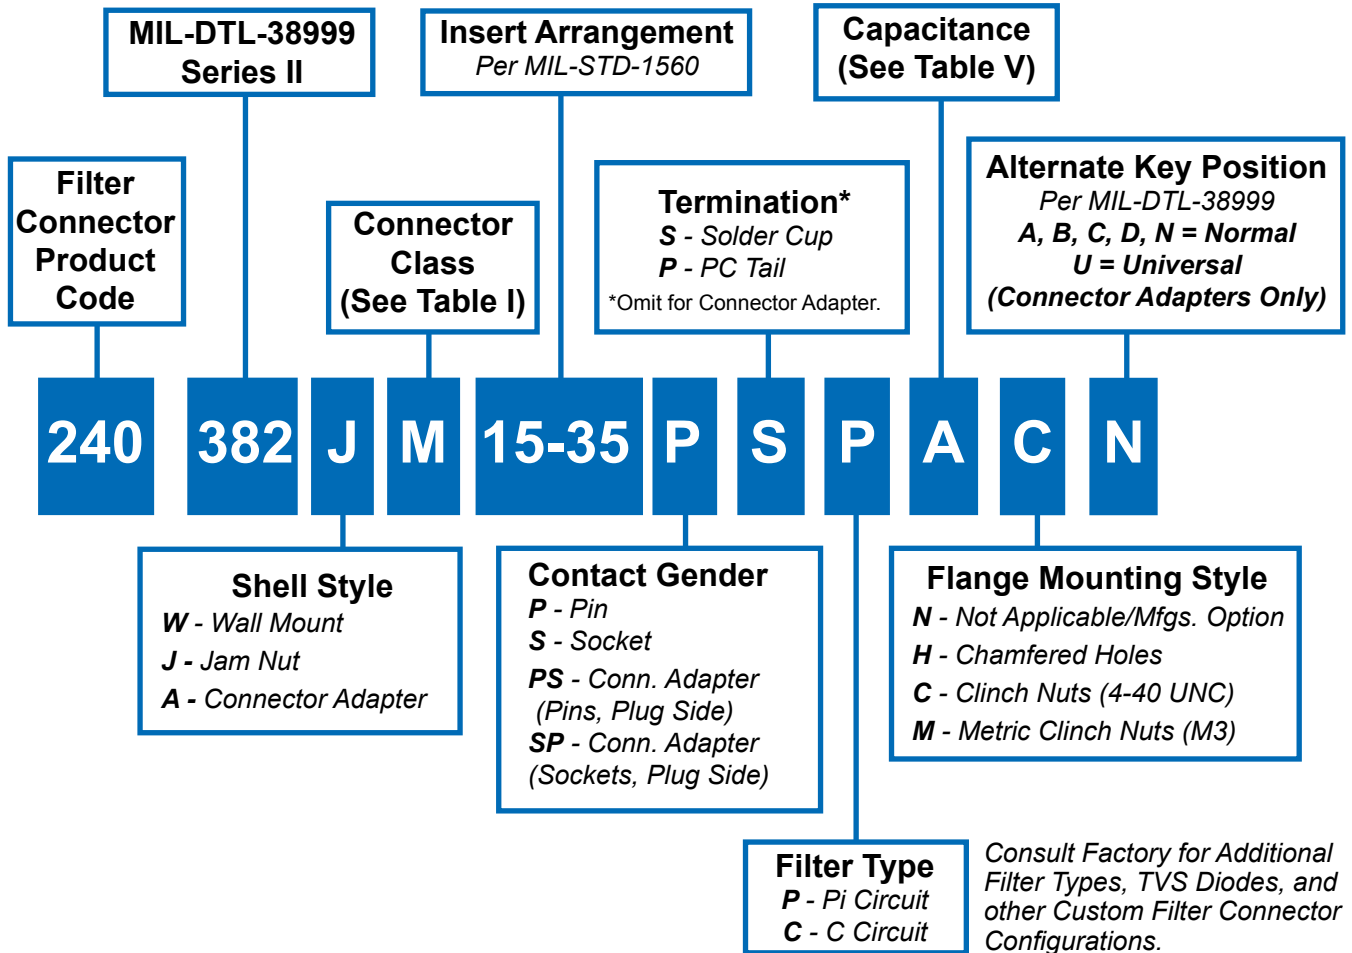 MIL-DTL-38999
Series II
Insert Arrangement
Per MIL-STD-1560
Capacitance
(See Table V)
Filter
Connector
Product
Code
Connector
Class
(See Table I)
Termination*
S - Solder Cup
P - PC Tail
*Omit for Connector Adapter.
Alternate Key Position
Per MIL-DTL-38999
A, B, C, D, N = Normal
U = Universal
(Connector Adapters Only)
240 382 J M 15-35 P S P A C N
Shell Style
W - Wall Mount
J - Jam Nut
A - Connector Adapter
Contact Gender
P - Pin
S - Socket
PS - Conn. Adapter
(Pins, Plug Side)
SP - Conn. Adapter
(Sockets, Plug Side)
Flange Mounting Style
N - Not Applicable/Mfgs. Option
H - Chamfered Holes
C - Clinch Nuts (4-40 UNC)
M - Metric Clinch Nuts (M3)
Filter Type
P - Pi Circuit
C - C Circuit
Consult Factory for Additional
Filter Types, TVS Diodes, and
other Custom Filter Connector
Configurations.